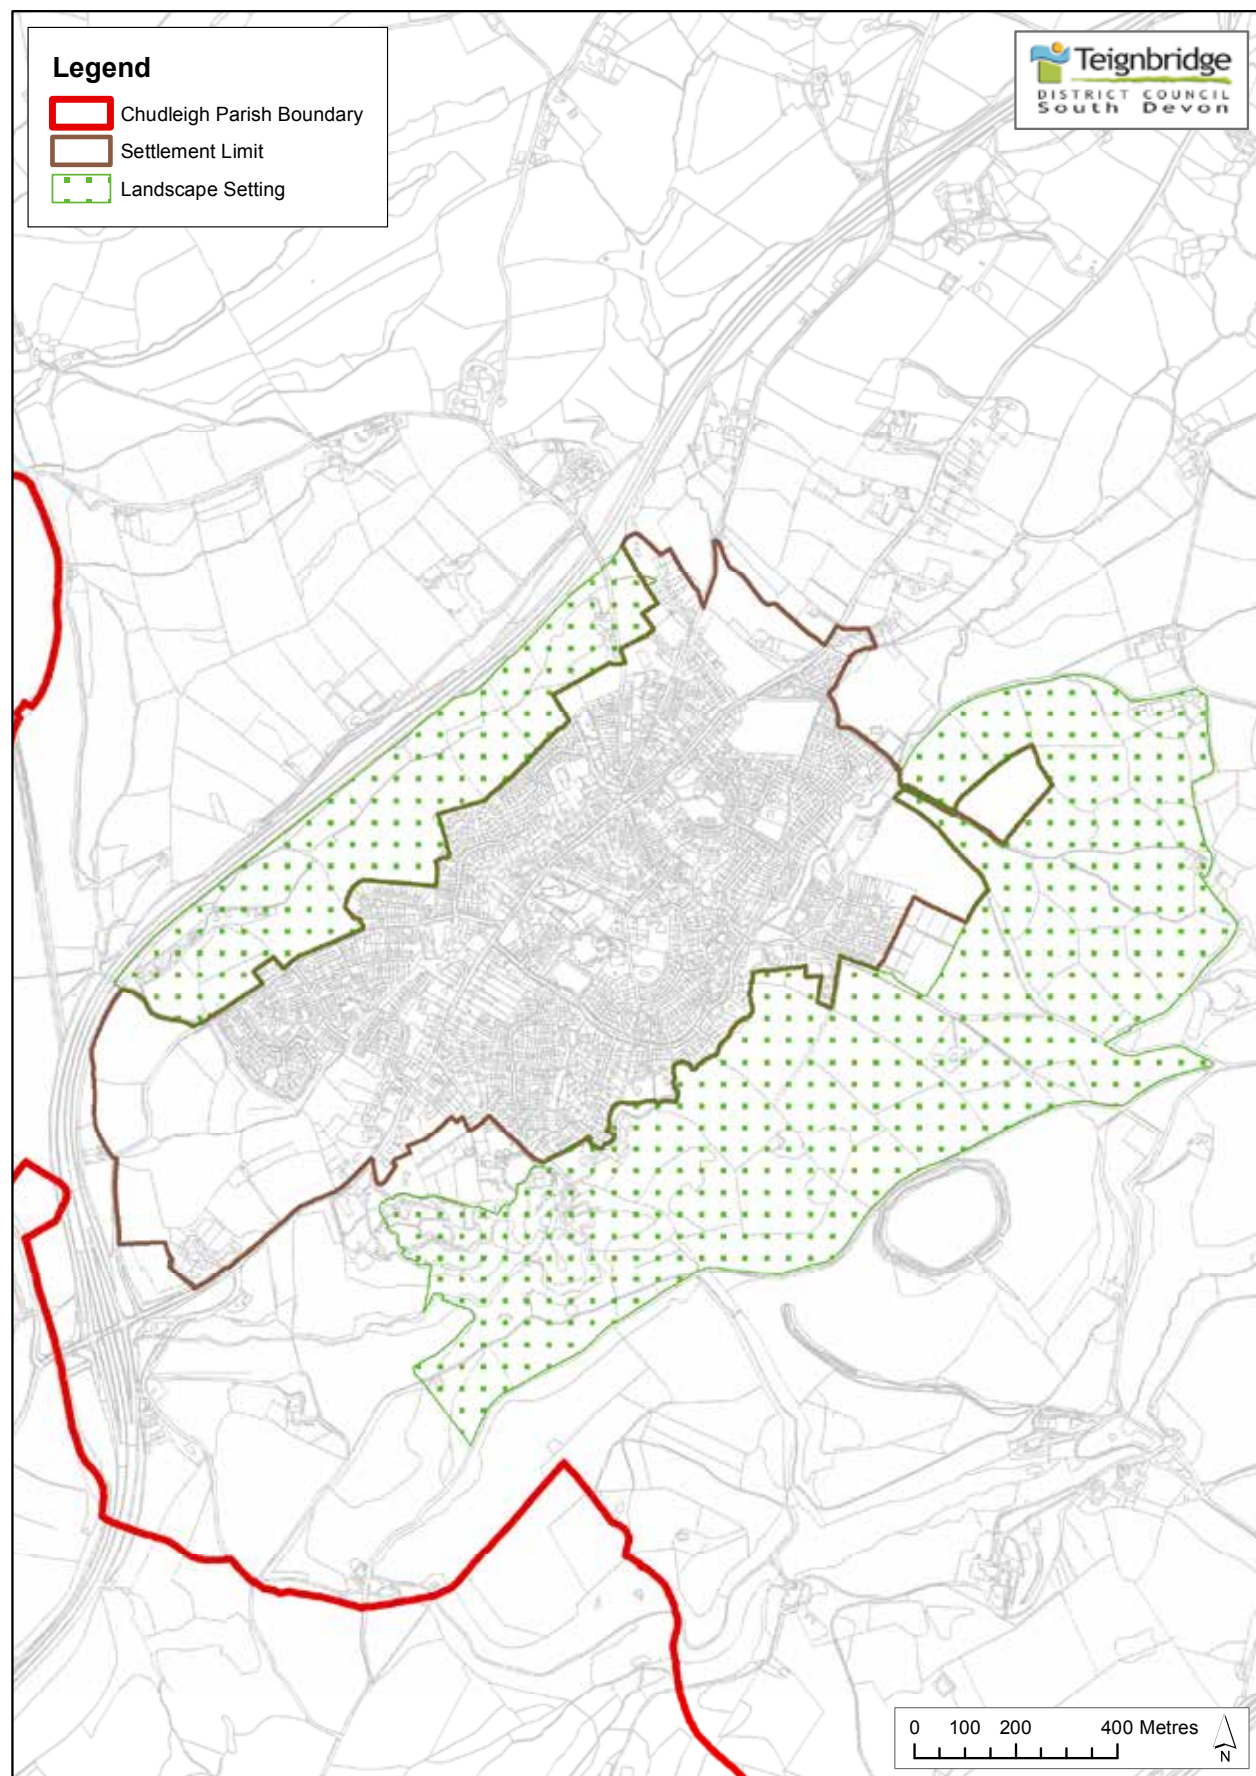 Legend
Chudleigh Parish Boundary
Settlement Limit
Landscape Setting
Teignbridge
DISTRICT COUNCIL
South Devon
0 100 200 400 Metres
N